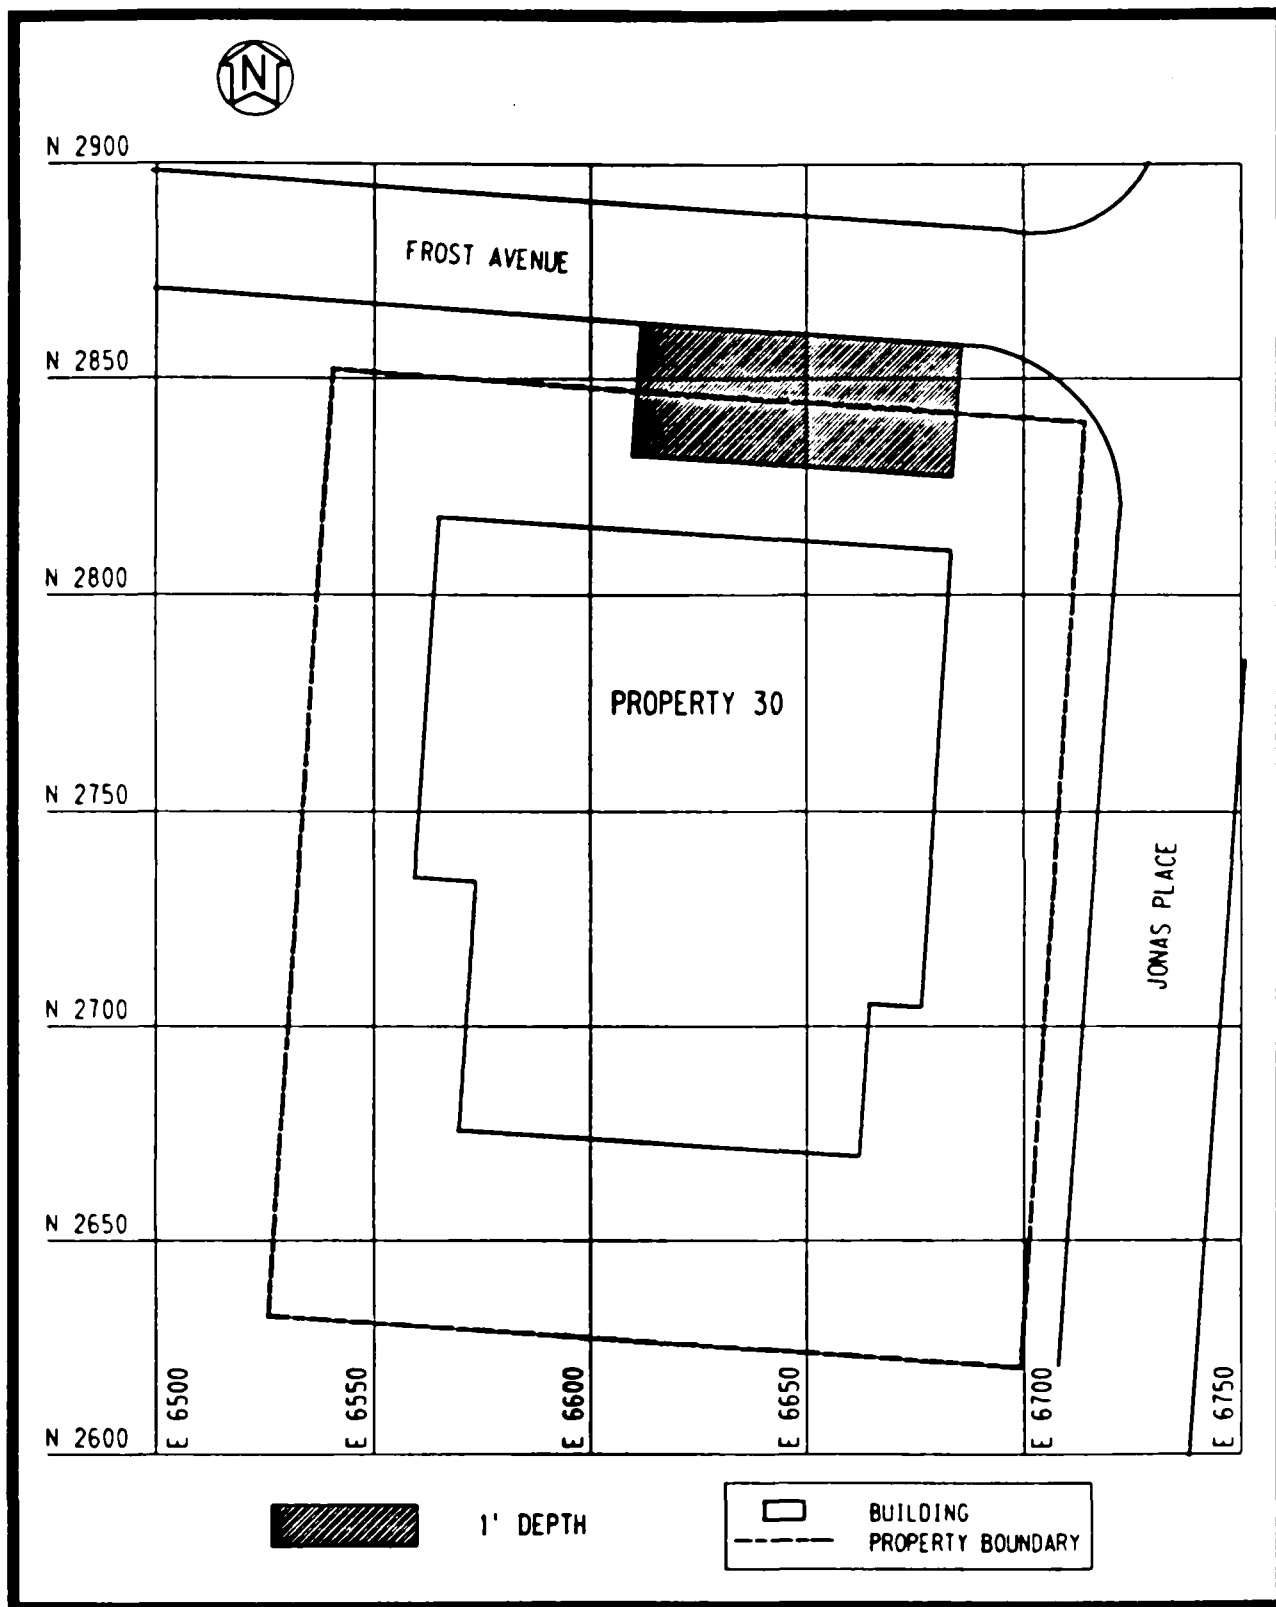 N
N 2900
FROST AVENUE
N 2850
N 2800
PROPERTY 30
N 2750
JONAS PLACE
N 2700
N 2650
E 6500
E 6550
E 6600
E 6650
E 6700
E 6750
N 2600
1' DEPTH
BUILDING
PROPERTY BOUNDARY